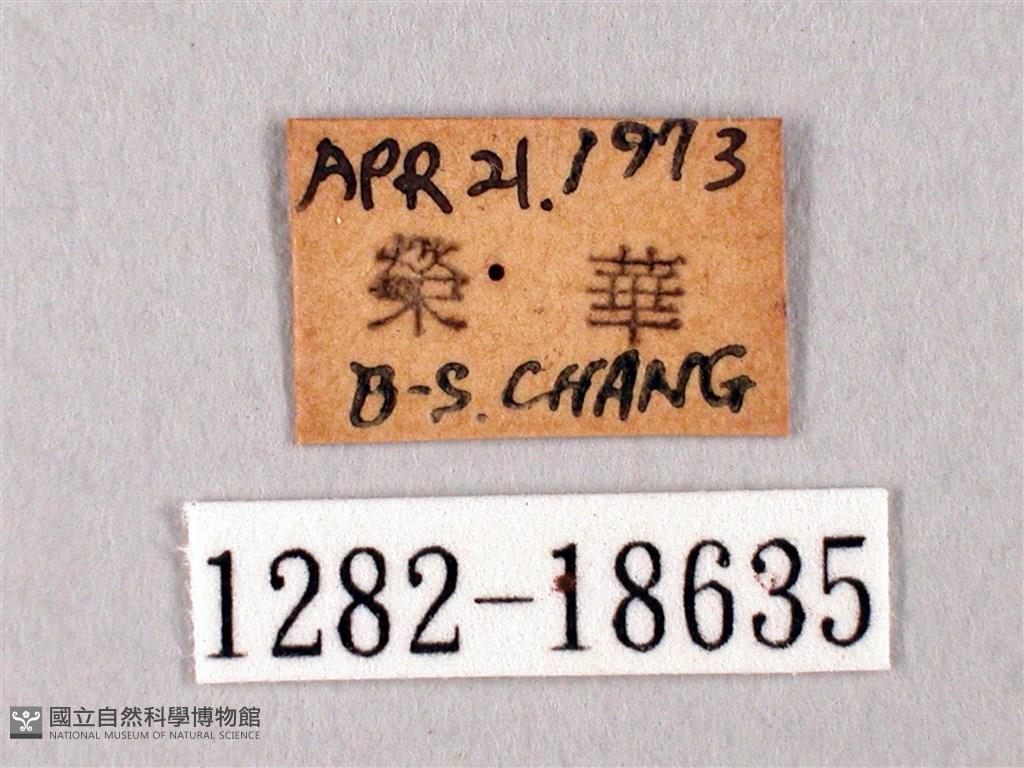 APR 21. 1973
榮 華
B-S. CHANG
1282-18635
國立自然科學博物館
NATIONAL MUSEUM OF NATURAL SCIENCE